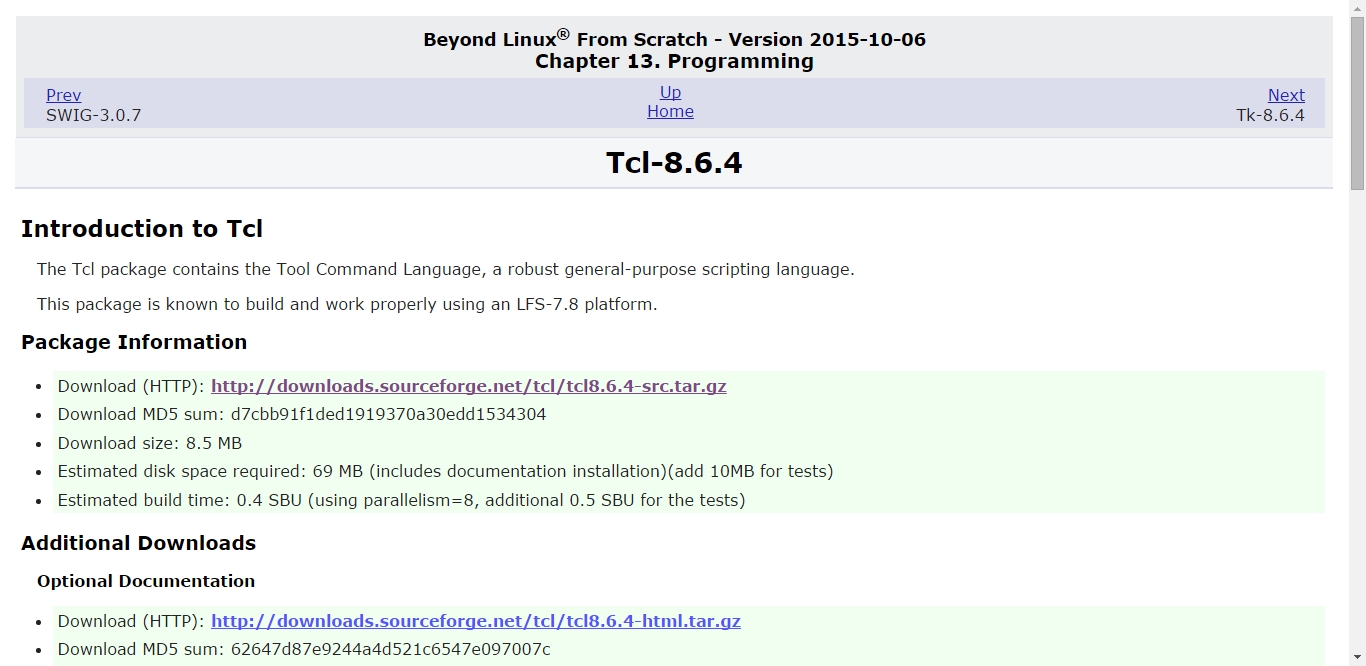 Beyond Linux® From Scratch - Version 2015-10-06
Chapter 13. Programming
Prev
SWIG-3.0.7
Up
Home
Next
Tk-8.6.4
Tcl-8.6.4
Introduction to Tcl
The Tcl package contains the Tool Command Language, a robust general-purpose scripting language.
This package is known to build and work properly using an LFS-7.8 platform.
Package Information
• Download (HTTP): http://downloads.sourceforge.net/tcl/tcl8.6.4-src.tar.gz
• Download MD5 sum: d7cbb91f1ded1919370a30edd1534304
• Download size: 8.5 MB
• Estimated disk space required: 69 MB (includes documentation installation)(add 10MB for tests)
• Estimated build time: 0.4 SBU (using parallelism=8, additional 0.5 SBU for the tests)
Additional Downloads
Optional Documentation
• Download (HTTP): http://downloads.sourceforge.net/tcl/tcl8.6.4-html.tar.gz
• Download MD5 sum: 62647d87e9244a4d521c6547e097007c